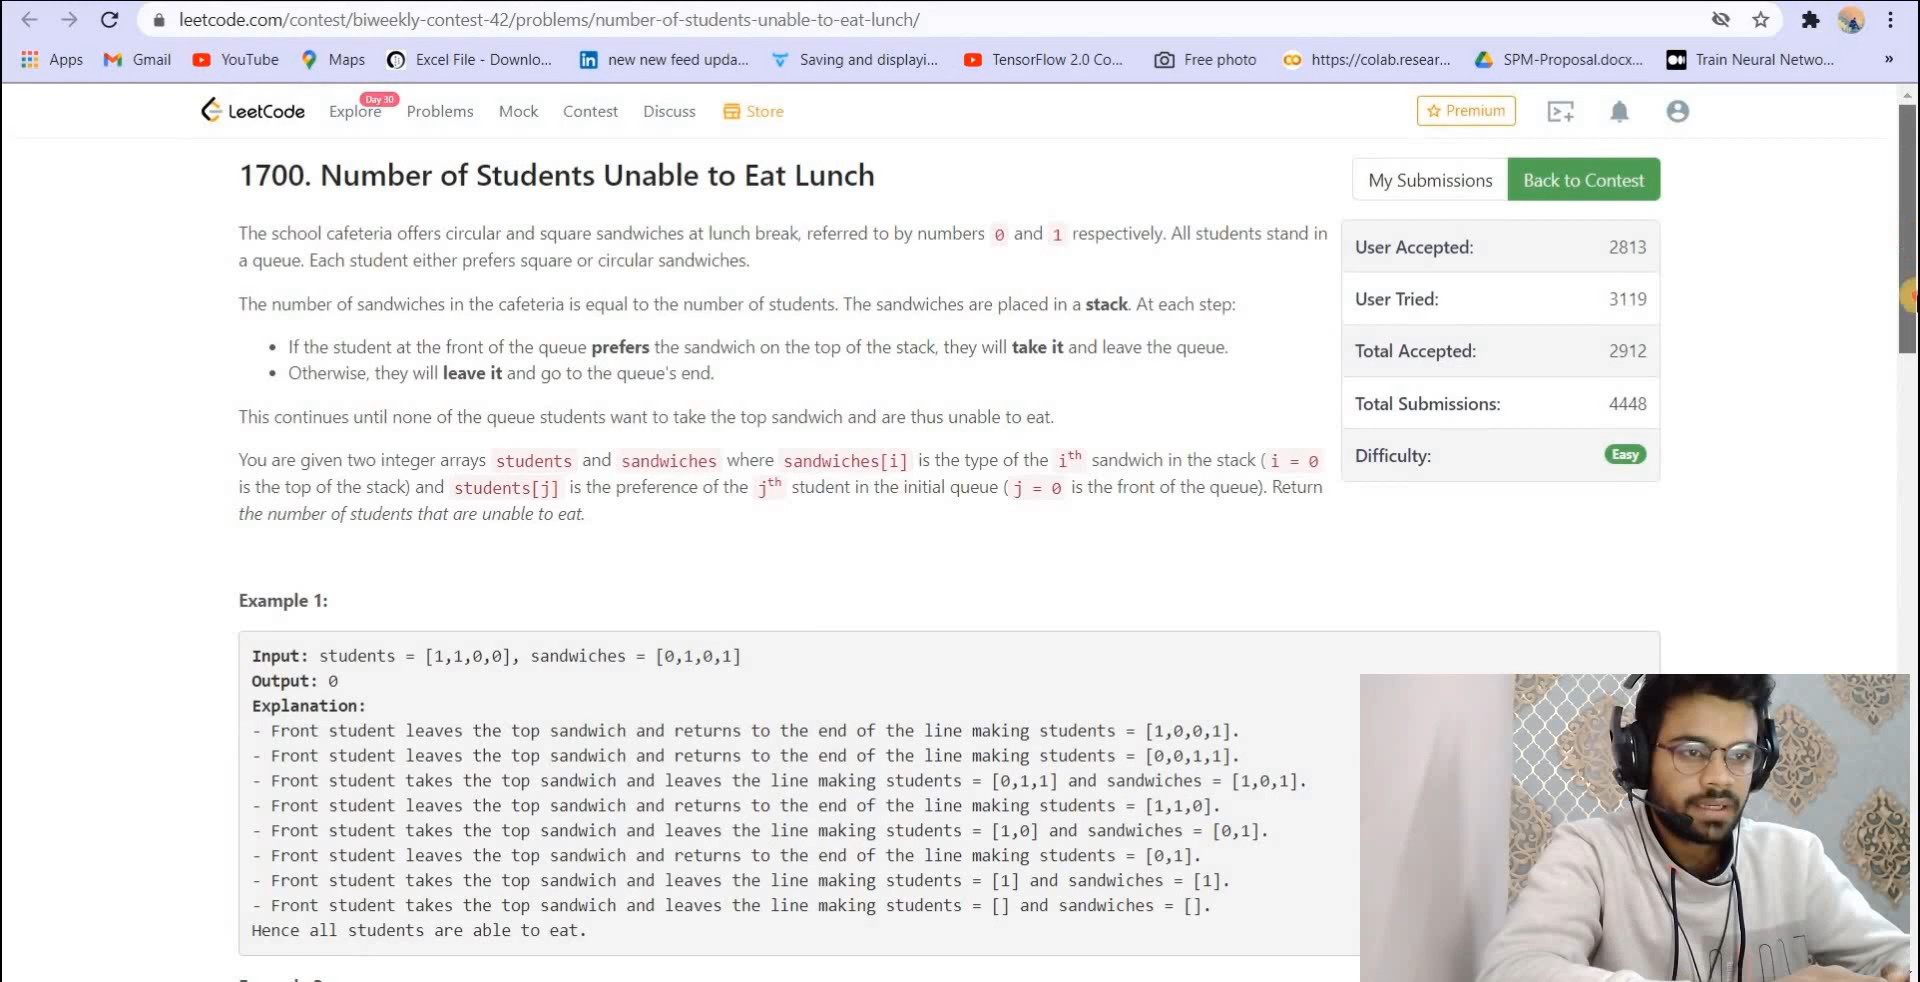 leetcode.com/contest/biweekly-contest-42/problems/number-of-students-unable-to-eat-lunch/
Apps Gmail YouTube Maps Excel File - Downlo... new new feed upda... Saving and displayi... TensorFlow 2.0 Co... Free photo https://colab.resear... SPM-Proposal.docx... Train Neural Netwo... »
LeetCode Explore Day 30 Problems Mock Contest Discuss Store Premium
1700. Number of Students Unable to Eat Lunch
My Submissions Back to Contest
The school cafeteria offers circular and square sandwiches at lunch break, referred to by numbers 0 and 1 respectively. All students stand in
a queue. Each student either prefers square or circular sandwiches.
The number of sandwiches in the cafeteria is equal to the number of students. The sandwiches are placed in a stack. At each step:
• If the student at the front of the queue prefers the sandwich on the top of the stack, they will take it and leave the queue.
• Otherwise, they will leave it and go to the queue's end.
This continues until none of the queue students want to take the top sandwich and are thus unable to eat.
You are given two integer arrays students and sandwiches where sandwiches[i] is the type of the ith sandwich in the stack (i = 0
is the top of the stack) and students[j] is the preference of the jth student in the initial queue (j = 0 is the front of the queue). Return
the number of students that are unable to eat.
User Accepted: 2813
User Tried: 3119
Total Accepted: 2912
Total Submissions: 4448
Difficulty: Easy
Example 1:
Input: students = [1,1,0,0], sandwiches = [0,1,0,1]
Output: 0
Explanation:
- Front student leaves the top sandwich and returns to the end of the line making students = [1,0,0,1].
- Front student leaves the top sandwich and returns to the end of the line making students = [0,0,1,1].
- Front student takes the top sandwich and leaves the line making students = [0,1,1] and sandwiches = [1,0,1].
- Front student leaves the top sandwich and returns to the end of the line making students = [1,1,0].
- Front student takes the top sandwich and leaves the line making students = [1,0] and sandwiches = [0,1].
- Front student leaves the top sandwich and returns to the end of the line making students = [0,1].
- Front student takes the top sandwich and leaves the line making students = [1] and sandwiches = [1].
- Front student takes the top sandwich and leaves the line making students = [] and sandwiches = [].
Hence all students are able to eat.